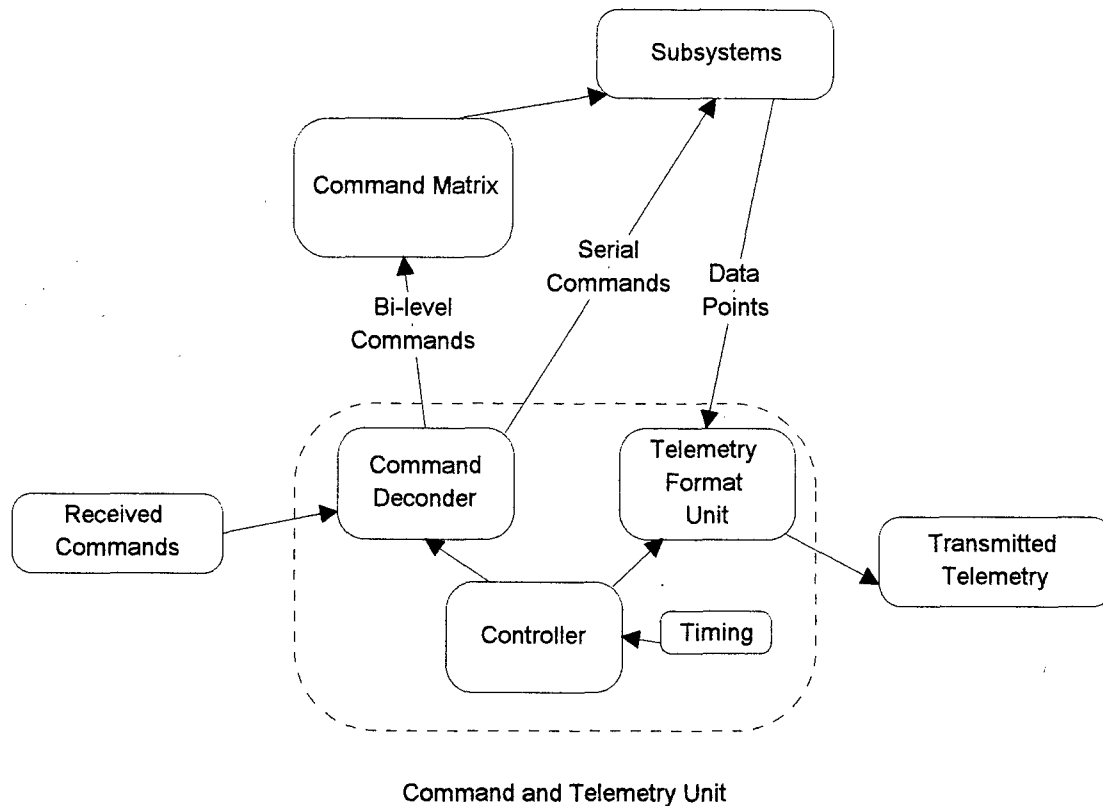 Subsystems
Command Matrix
Serial
Commands
Data
Points
Bi-level
Commands
Command
Deconder
Telemetry
Format
Unit
Received
Commands
Transmitted
Telemetry
Controller
Timing
Command and Telemetry Unit